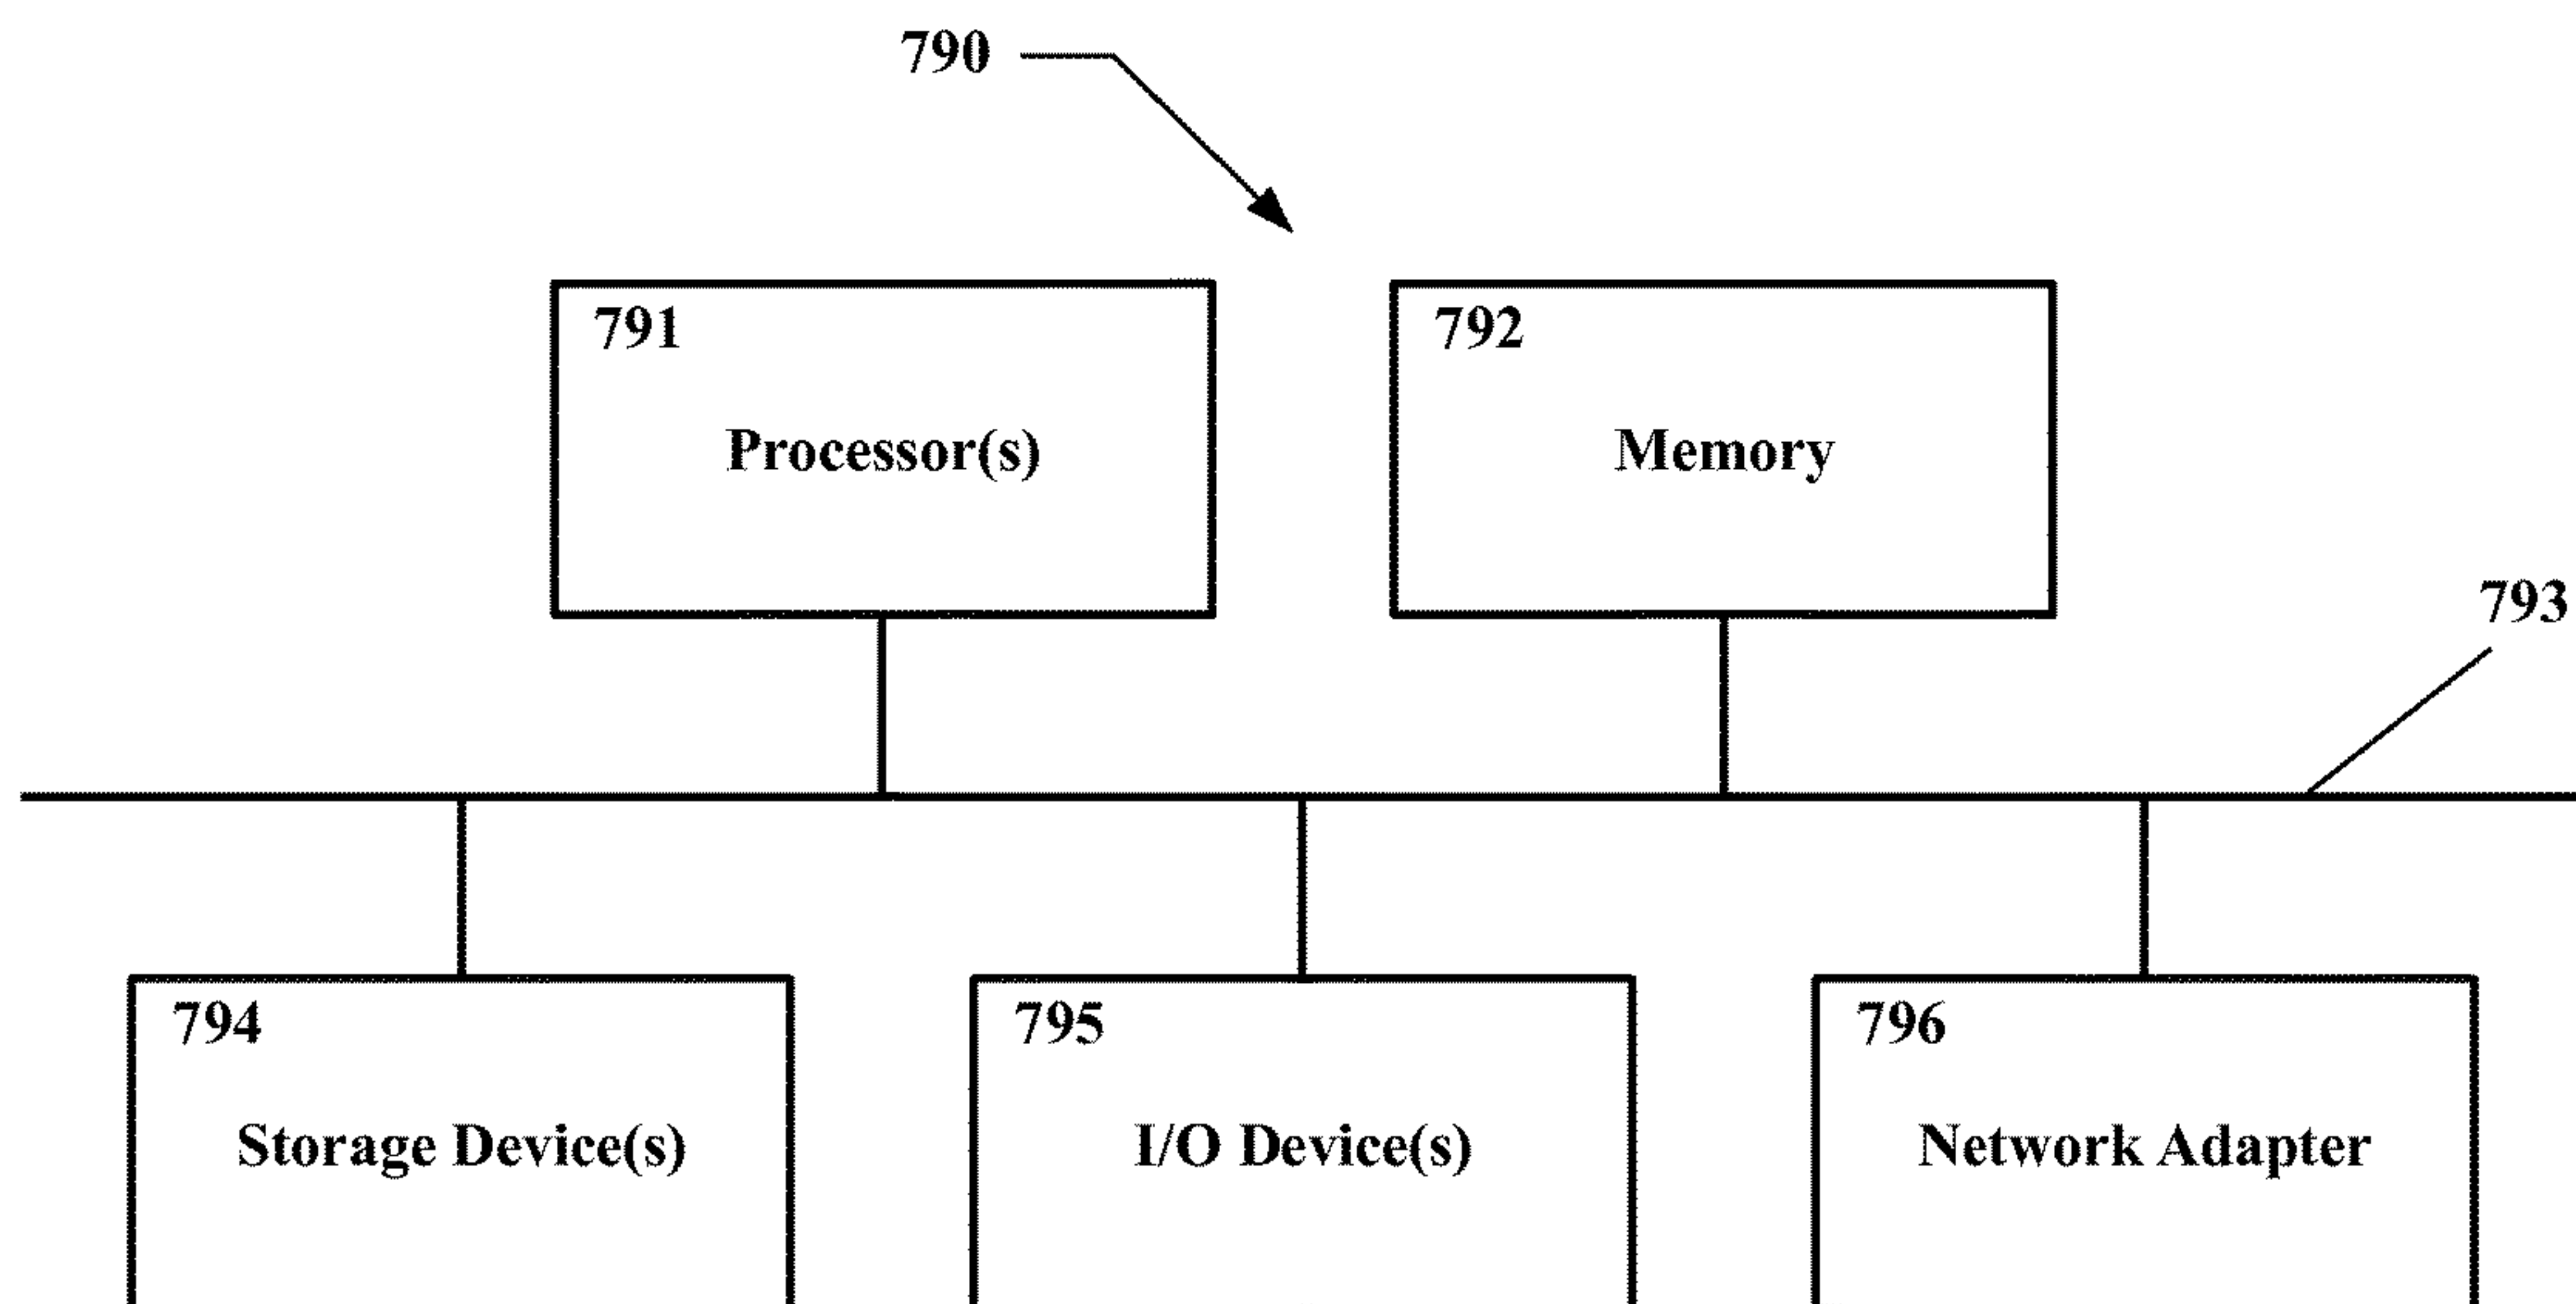 790
791
Processor(s)
792
Memory
793
794
Storage Device(s)
795
I/O Device(s)
796
Network Adapter